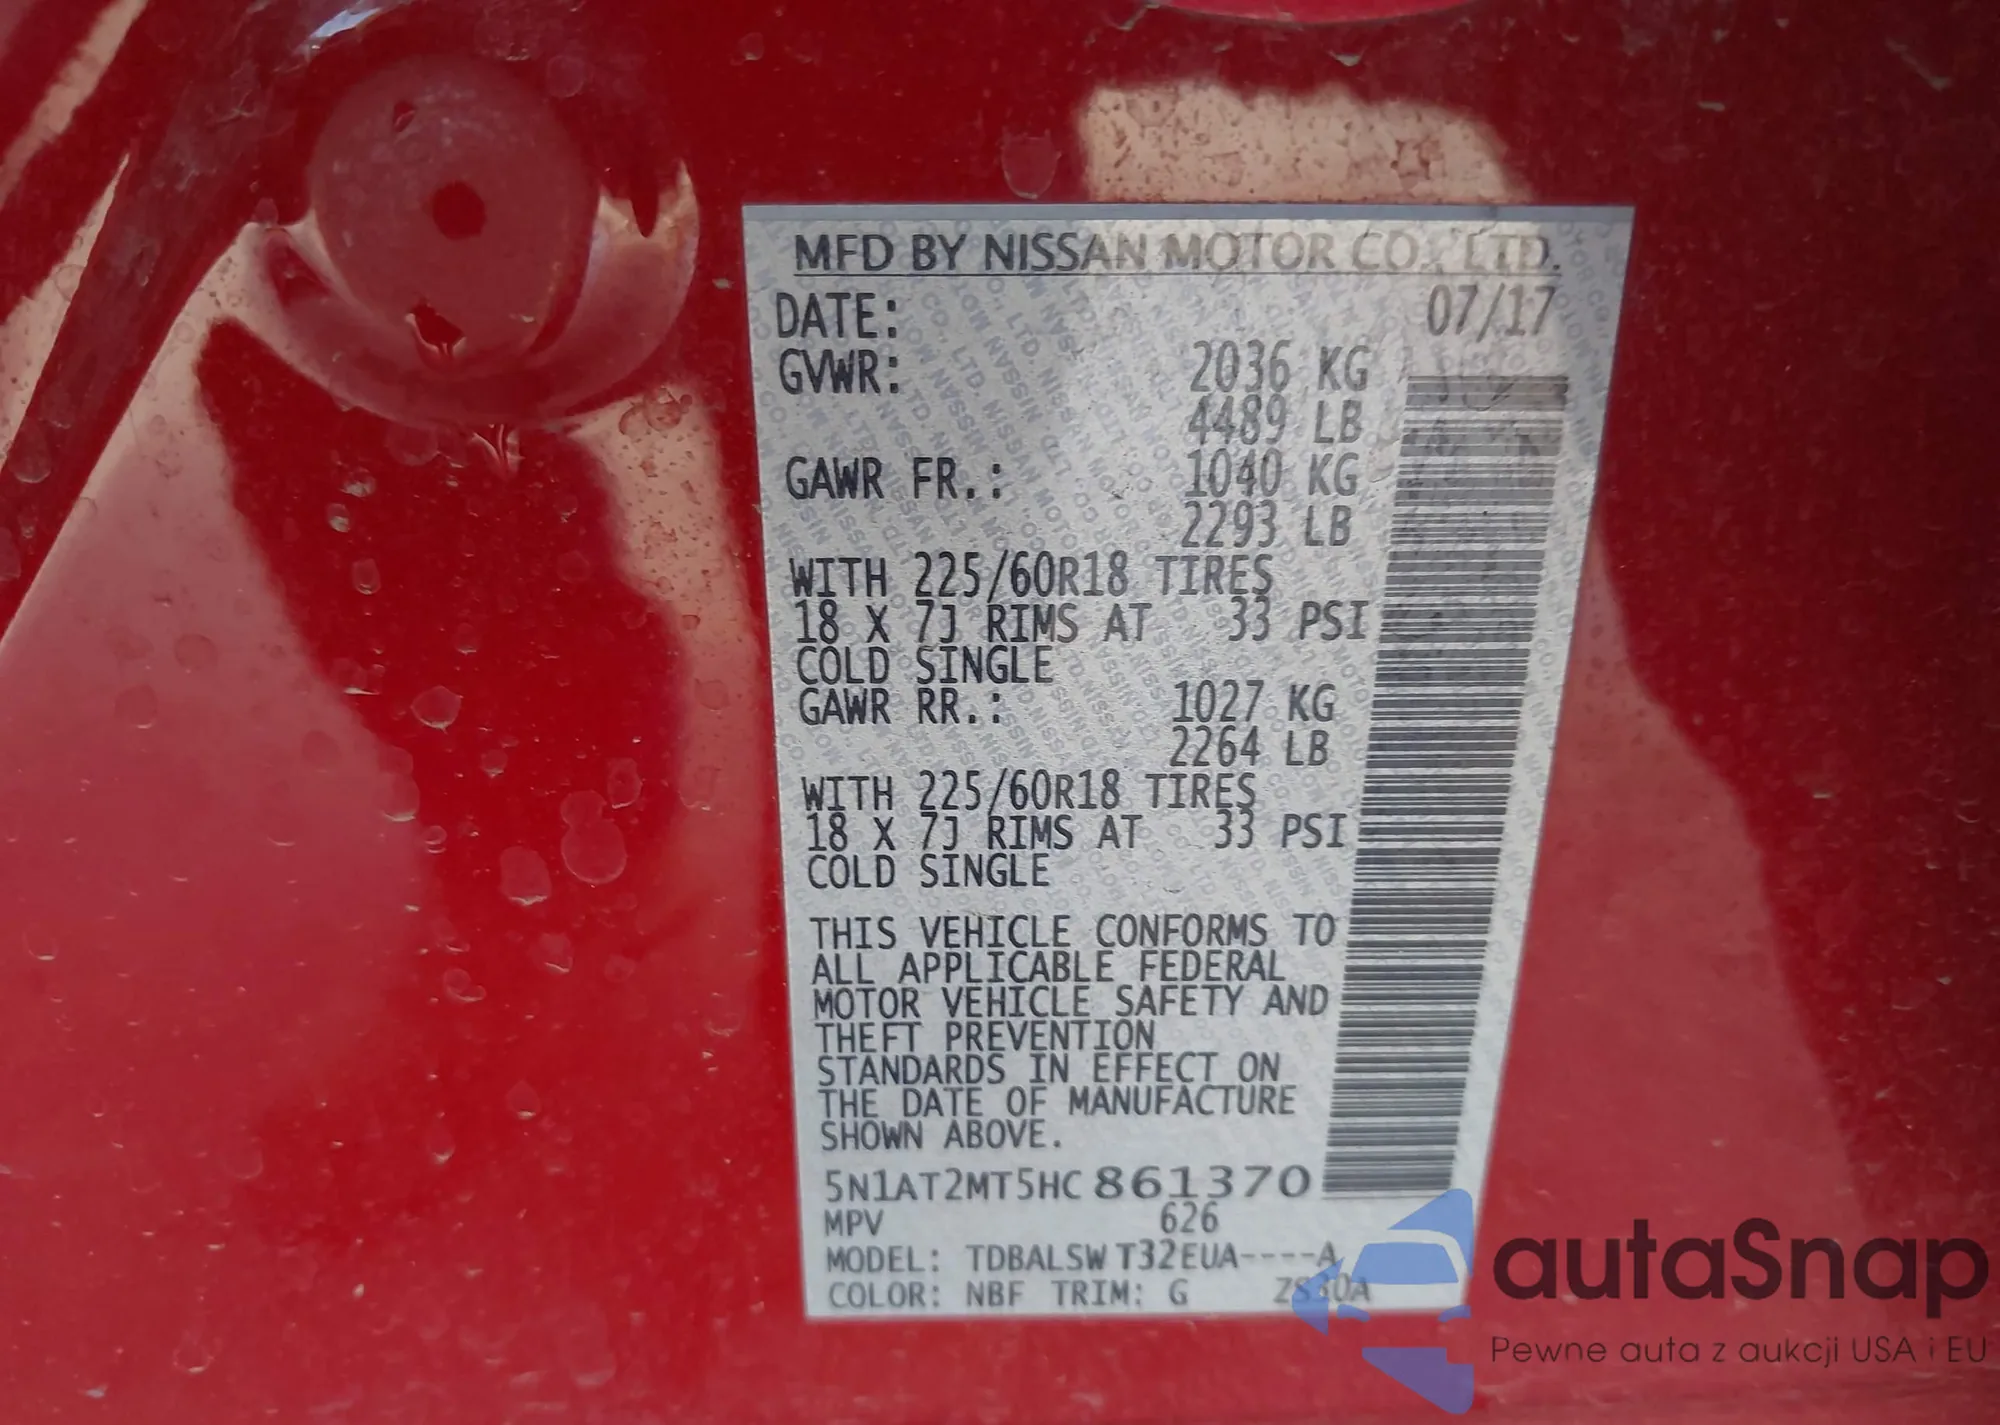 MFD BY NISSAN MOTOR CO., LTD.
DATE: 07/17
GVWR: 2036 KG
4489 LB
GAWR FR.: 1040 KG
2293 LB
WITH 225/60R18 TIRES
18 X 7J RIMS AT 33 PSI
COLD SINGLE
GAWR RR.: 1027 KG
2264 LB
WITH 225/60R18 TIRES
18 X 7J RIMS AT 33 PSI
COLD SINGLE
THIS VEHICLE CONFORMS TO
ALL APPLICABLE FEDERAL
MOTOR VEHICLE SAFETY AND
THEFT PREVENTION
STANDARDS IN EFFECT ON
THE DATE OF MANUFACTURE
SHOWN ABOVE.
5N1AT2MT5HC861370
MPV 626
MODEL: TDBALSW T32EUA----A
COLOR: NBF TRIM: G
autaSnap
Pewne auta z aukcji USA i EU